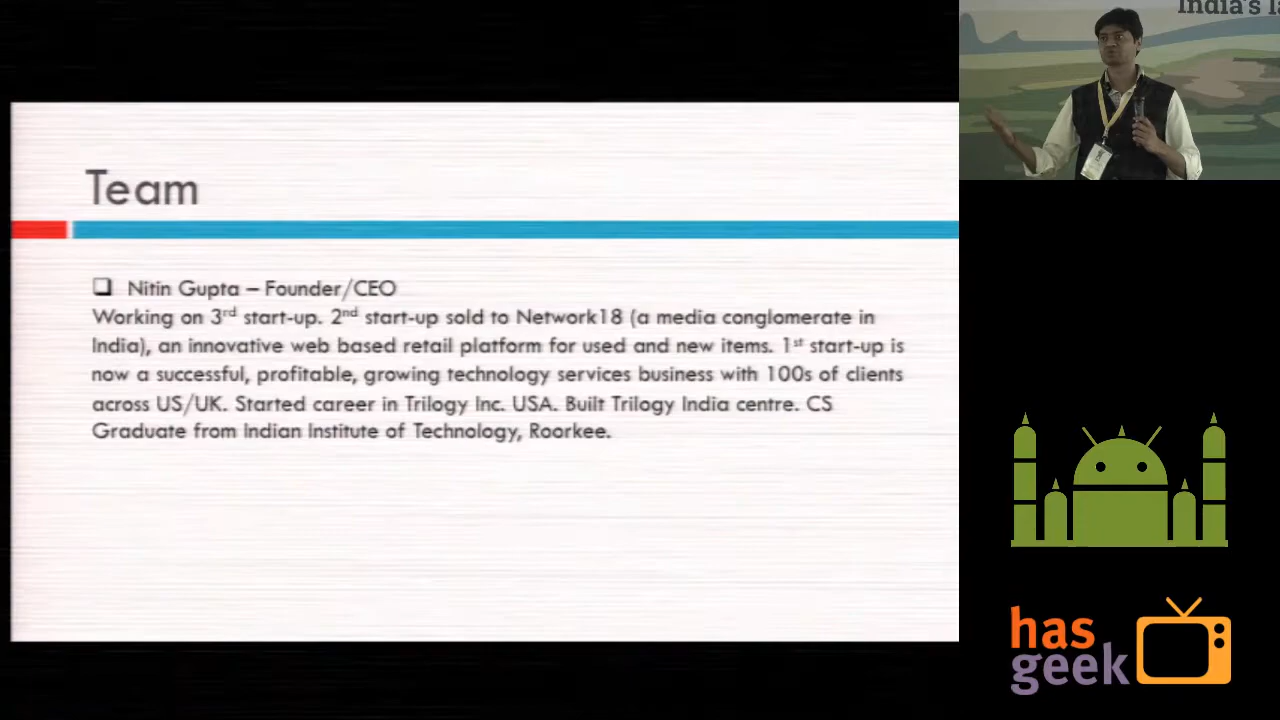 India's la
Team
❑ Nitin Gupta – Founder/CEO
Working on 3rd start-up. 2nd start-up sold to Network18 (a media conglomerate in
India), an innovative web based retail platform for used and new items. 1st start-up is
now a successful, profitable, growing technology services business with 100s of clients
across US/UK. Started career in Trilogy Inc. USA. Built Trilogy India centre. CS
Graduate from Indian Institute of Technology, Roorkee.
has
geek